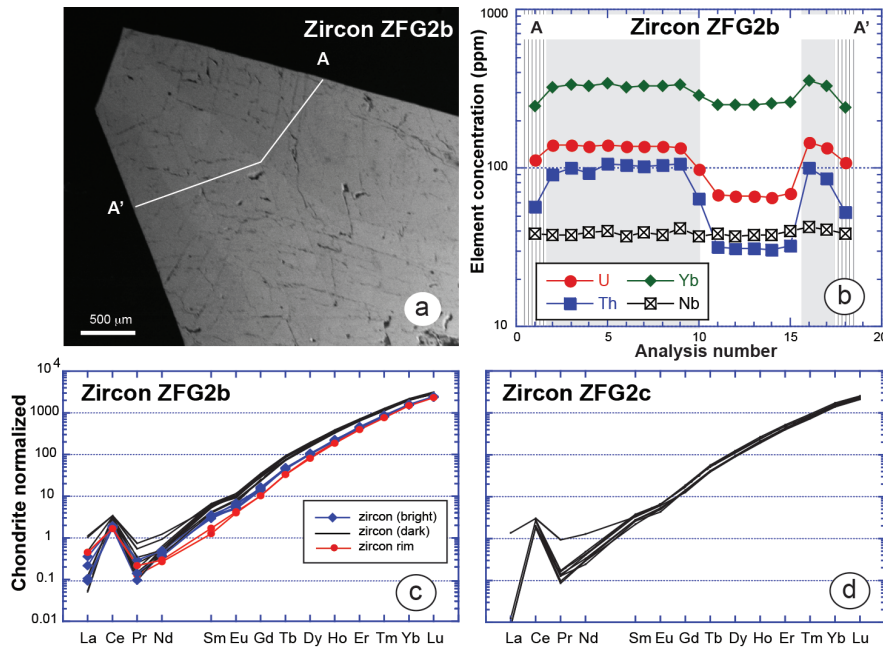 Zircon ZFG2b
A
A'
500 µm
a
Zircon ZFG2b
A
A'
Element concentration (ppm)
1000
100
10
0
5
10
15
20
Analysis number
U
Yb
Th
Nb
b
Zircon ZFG2b
Chondrite normalized
10⁴
1000
100
10
1
0.1
0.01
zircon (bright)
zircon (dark)
zircon rim
c
La Ce Pr Nd Sm Eu Gd Tb Dy Ho Er Tm Yb Lu
Zircon ZFG2c
d
La Ce Pr Nd Sm Eu Gd Tb Dy Ho Er Tm Yb Lu